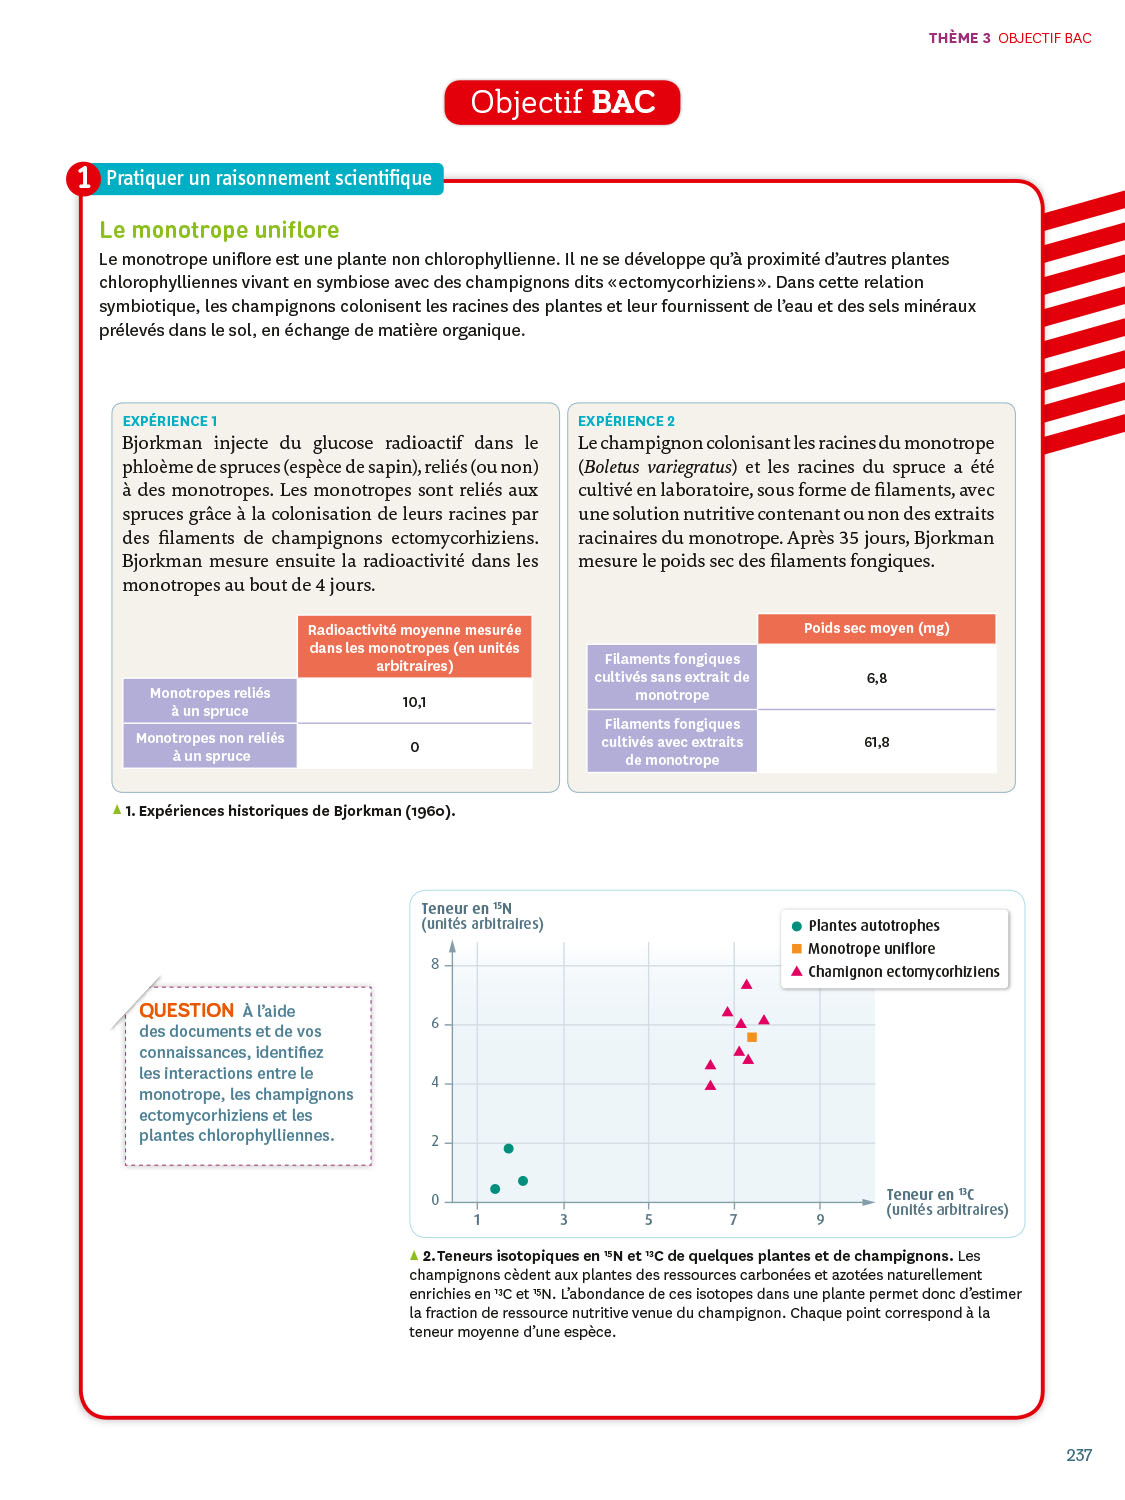 THÈME 3 OBJECTIF BAC
Objectif BAC
1 Pratiquer un raisonnement scientifique
Le monotrope uniflore
Le monotrope uniflore est une plante non chlorophyllienne. Il ne se développe qu’à proximité d’autres plantes
chlorophylliennes vivant en symbiose avec des champignons dits «ectomycorhiziens». Dans cette relation
symbiotique, les champignons colonisent les racines des plantes et leur fournissent de l’eau et des sels minéraux
prélevés dans le sol, en échange de matière organique.
EXPÉRIENCE 1
Bjorkman injecte du glucose radioactif dans le
phloème de spruces (espèce de sapin), reliés (ou non)
à des monotropes. Les monotropes sont reliés aux
spruces grâce à la colonisation de leurs racines par
des filaments de champignons ectomycorhiziens.
Bjorkman mesure ensuite la radioactivité dans les
monotropes au bout de 4 jours.
Radioactivité moyenne mesurée
dans les monotropes (en unités
arbitraires)
Monotropes reliés
à un spruce
10,1
Monotropes non reliés
à un spruce
0
EXPÉRIENCE 2
Le champignon colonisant les racines du monotrope
(Boletus variegratus) et les racines du spruce a été
cultivé en laboratoire, sous forme de filaments, avec
une solution nutritive contenant ou non des extraits
racinaires du monotrope. Après 35 jours, Bjorkman
mesure le poids sec des filaments fongiques.
Poids sec moyen (mg)
Filaments fongiques
cultivés sans extrait de
monotrope
6,8
Filaments fongiques
cultivés avec extraits
de monotrope
61,8
▲ 1. Expériences historiques de Bjorkman (1960).
QUESTION À l’aide
des documents et de vos
connaissances, identifiez
les interactions entre le
monotrope, les champignons
ectomycorhiziens et les
plantes chlorophylliennes.
Teneur en ¹⁵N
(unités arbitraires)
Plantes autotrophes
Monotrope uniflore
Chamignon ectomycorhiziens
8
6
4
2
0
1 3 5 7 9
Teneur en ¹³C
(unités arbitraires)
▲ 2. Teneurs isotopiques en ¹⁵N et ¹³C de quelques plantes et de champignons. Les
champignons cèdent aux plantes des ressources carbonées et azotées naturellement
enrichies en ¹³C et ¹⁵N. L’abondance de ces isotopes dans une plante permet donc d’estimer
la fraction de ressource nutritive venue du champignon. Chaque point correspond à la
teneur moyenne d’une espèce.
237